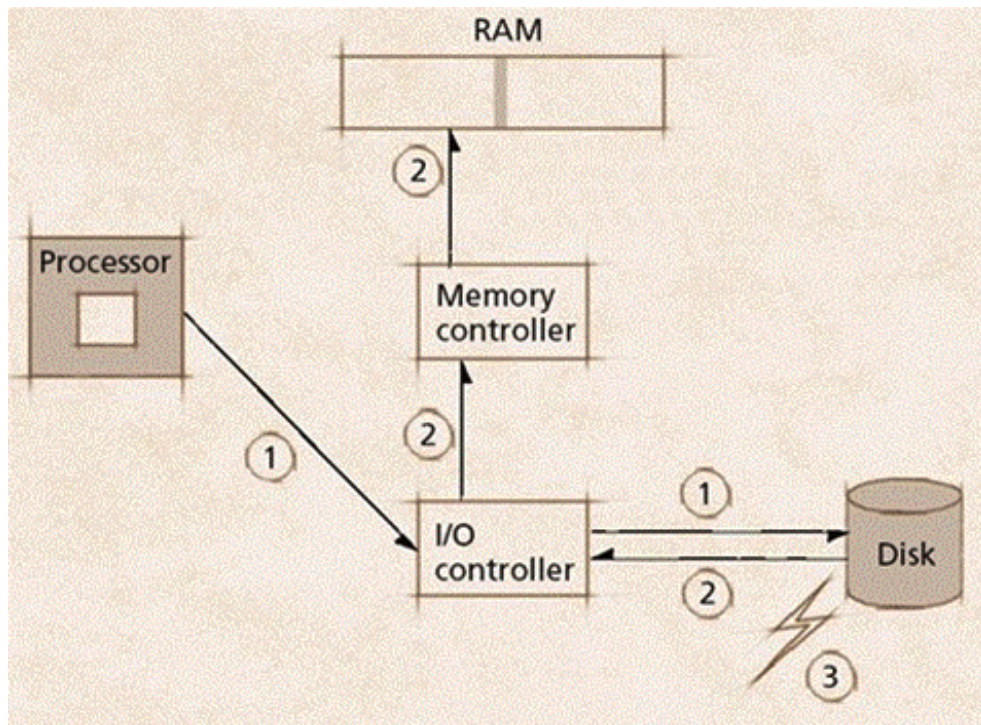 RAM
2
Processor
Memory
controller
2
1
1
I/O
controller
Disk
2
3